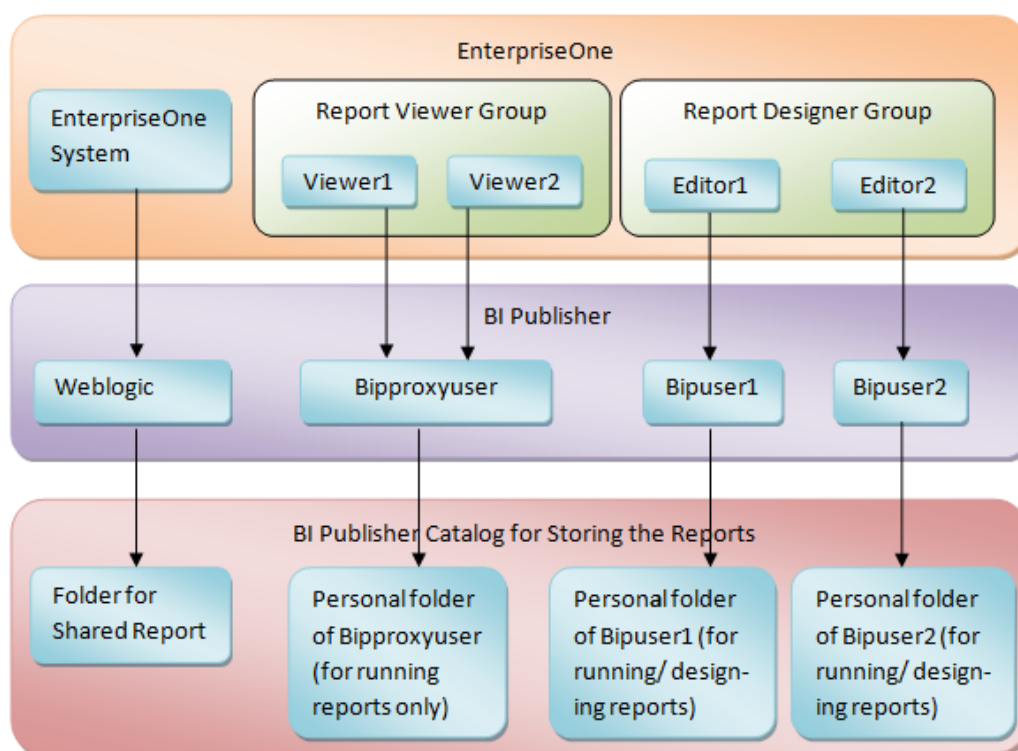 EnterpriseOne
EnterpriseOne
System
Report Viewer Group
Viewer1
Viewer2
Report Designer Group
Editor1
Editor2
BI Publisher
Weblogic
Bipproxyuser
Bipuser1
Bipuser2
BI Publisher Catalog for Storing the Reports
Folder for
Shared Report
Personal folder
of Bipproxyuser
(for running
reports only)
Personal folder
of Bipuser1 (for
running/ design-
ing reports)
Personal folder
of Bipuser2 (for
running/ design-
ing reports)